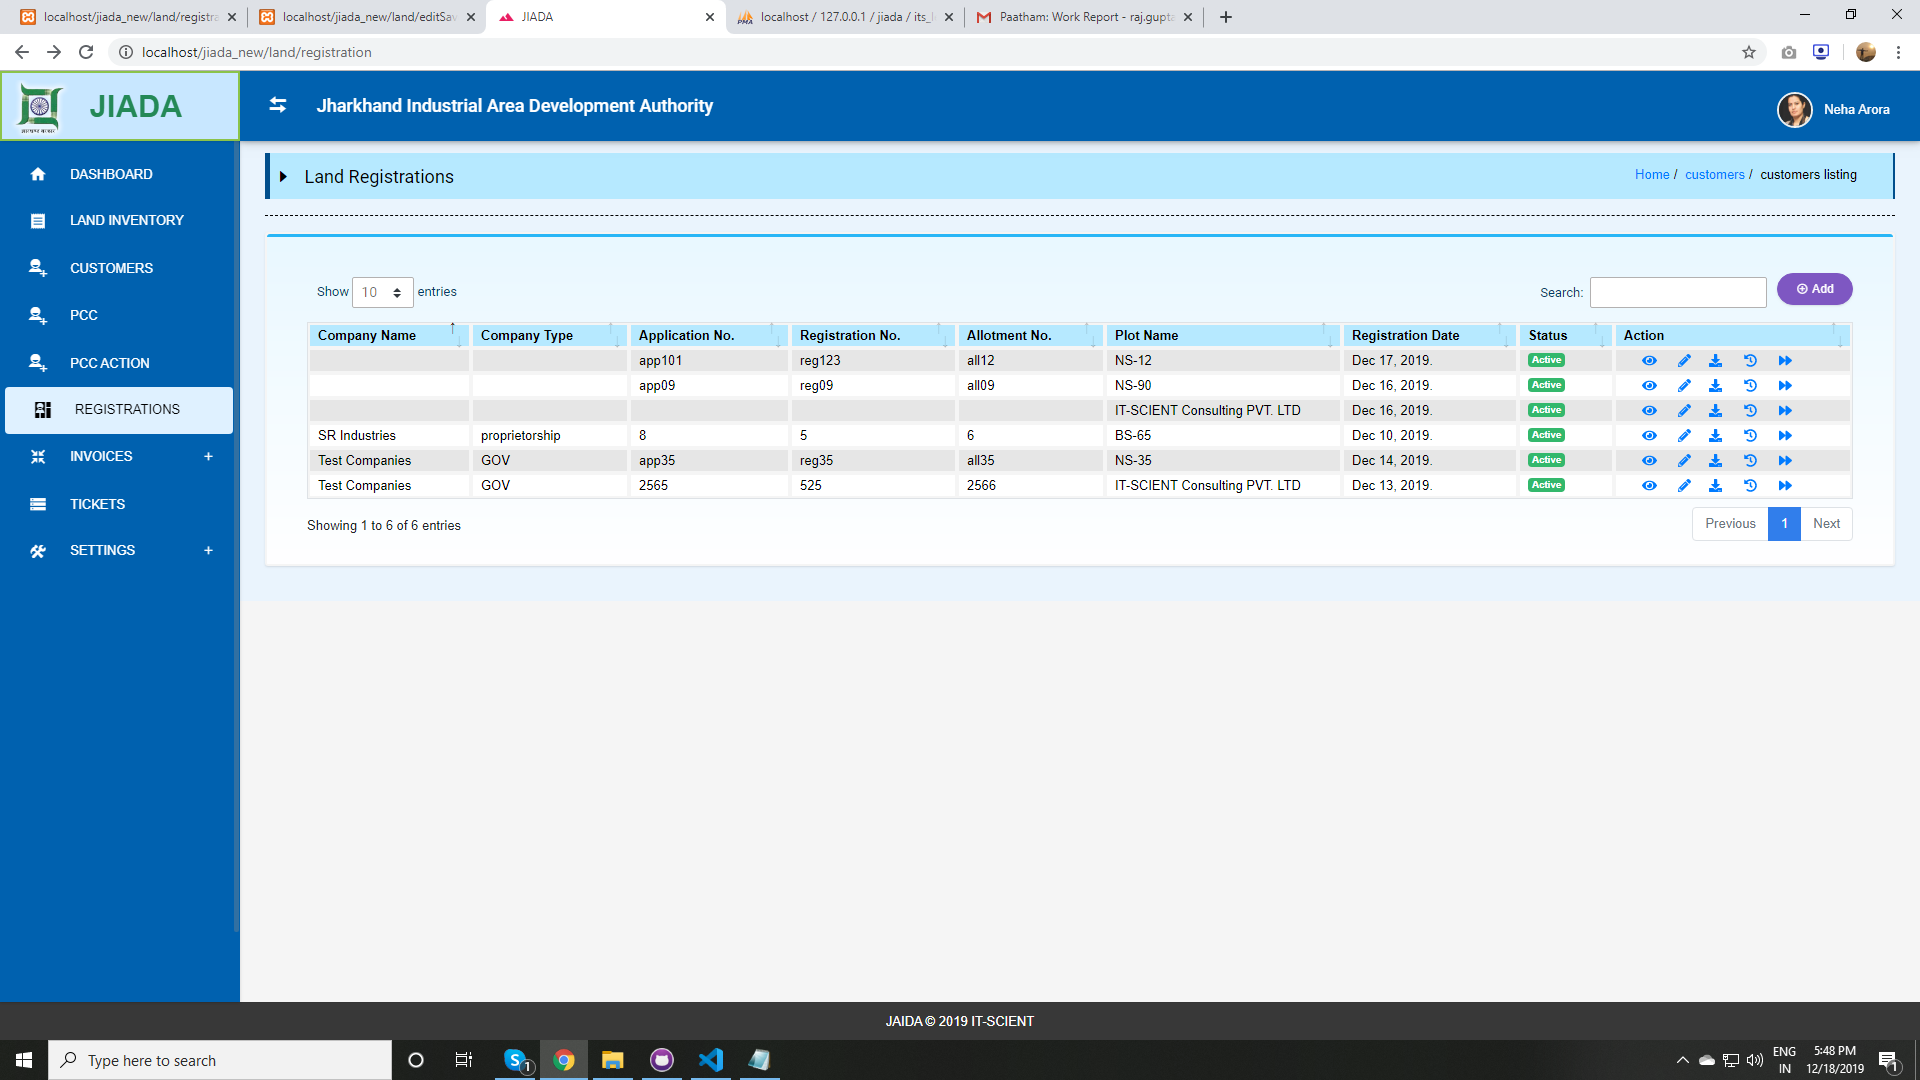 localhost/jiada_new/land/registra
localhost/jiada_new/land/editSav
JIADA
localhost / 127.0.0.1 / jiada / its_l
Paatham: Work Report - raj.gupta
localhost/jiada_new/land/registration
JIADA
Jharkhand Industrial Area Development Authority
Neha Arora
DASHBOARD
LAND INVENTORY
CUSTOMERS
PCC
PCC ACTION
REGISTRATIONS
INVOICES +
TICKETS
SETTINGS +
Land Registrations
Home / customers / customers listing
Show 10 entries
Search:
Add
Company Name Company Type Application No. Registration No. Allotment No. Plot Name Registration Date Status Action
app101 reg123 all12 NS-12 Dec 17, 2019. Active
app09 reg09 all09 NS-90 Dec 16, 2019. Active
IT-SCIENT Consulting PVT. LTD Dec 16, 2019. Active
SR Industries proprietorship 8 5 6 BS-65 Dec 10, 2019. Active
Test Companies GOV app35 reg35 all35 NS-35 Dec 14, 2019. Active
Test Companies GOV 2565 525 2566 IT-SCIENT Consulting PVT. LTD Dec 13, 2019. Active
Showing 1 to 6 of 6 entries
Previous 1 Next
JAIDA © 2019 IT-SCIENT
Type here to search
1
ENG
IN
5:48 PM
12/18/2019
1